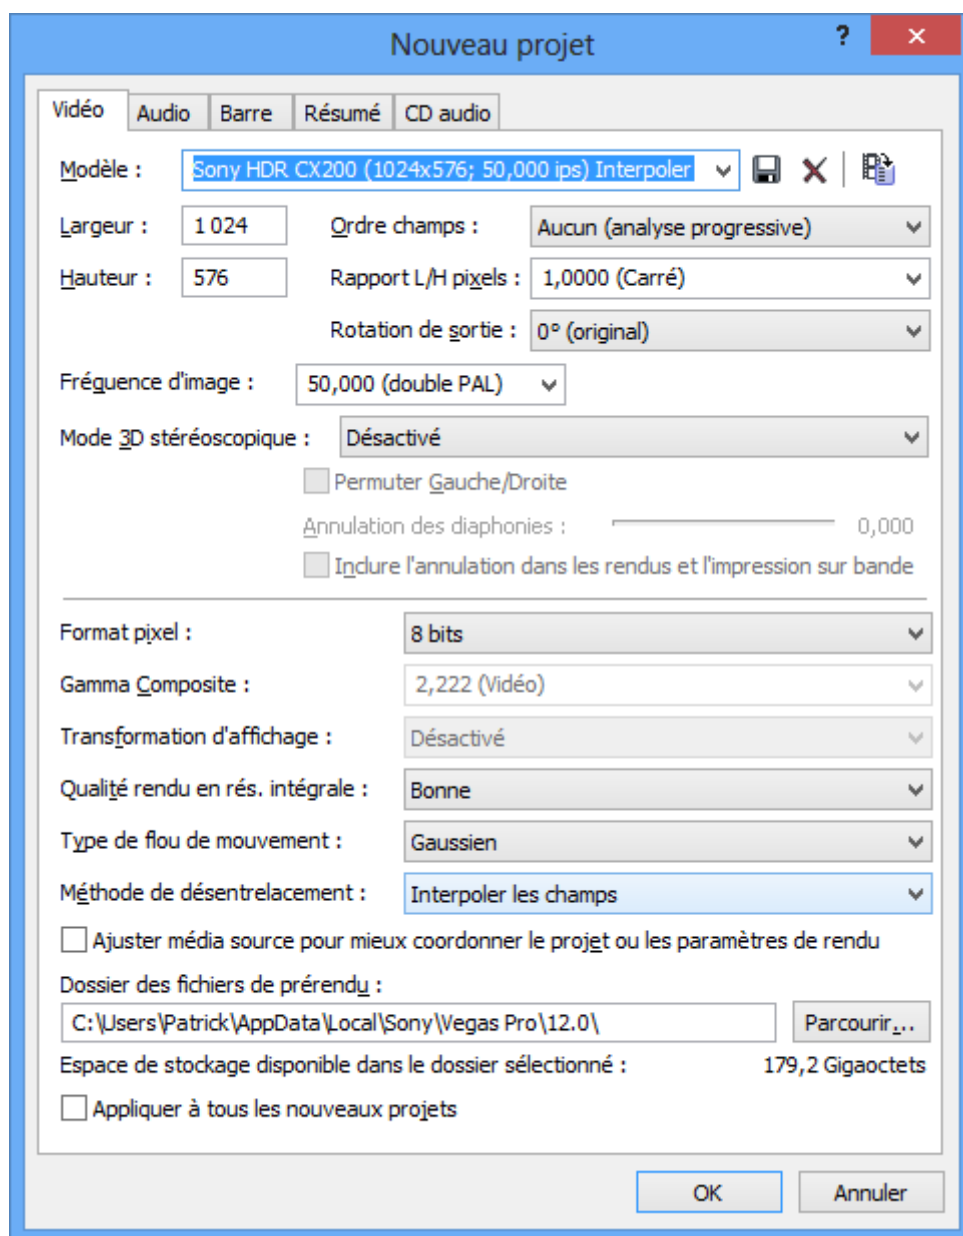 Nouveau projet ? ×
Vidéo Audio Barre Résumé CD audio
Modèle : Sony HDR CX200 (1024x576; 50,000 ips) Interpoler
Largeur : 1 024 Ordre champs : Aucun (analyse progressive)
Hauteur : 576 Rapport L/H pixels : 1,0000 (Carré)
Rotation de sortie : 0° (original)
Fréquence d'image : 50,000 (double PAL)
Mode 3D stéréoscopique : Désactivé
Permuter Gauche/Droite
Annulation des diaphonies : 0,000
Inclure l'annulation dans les rendus et l'impression sur bande
Format pixel : 8 bits
Gamma Composite : 2,222 (Vidéo)
Transformation d'affichage : Désactivé
Qualité rendu en rés. intégrale : Bonne
Type de flou de mouvement : Gaussien
Méthode de désentrelacement : Interpoler les champs
Ajuster média source pour mieux coordonner le projet ou les paramètres de rendu
Dossier des fichiers de prérendu :
C:\Users\Patrick\AppData\Local\Sony\Vegas Pro\12.0\ Parcourir...
Espace de stockage disponible dans le dossier sélectionné : 179,2 Gigaoctets
Appliquer à tous les nouveaux projets
OK Annuler